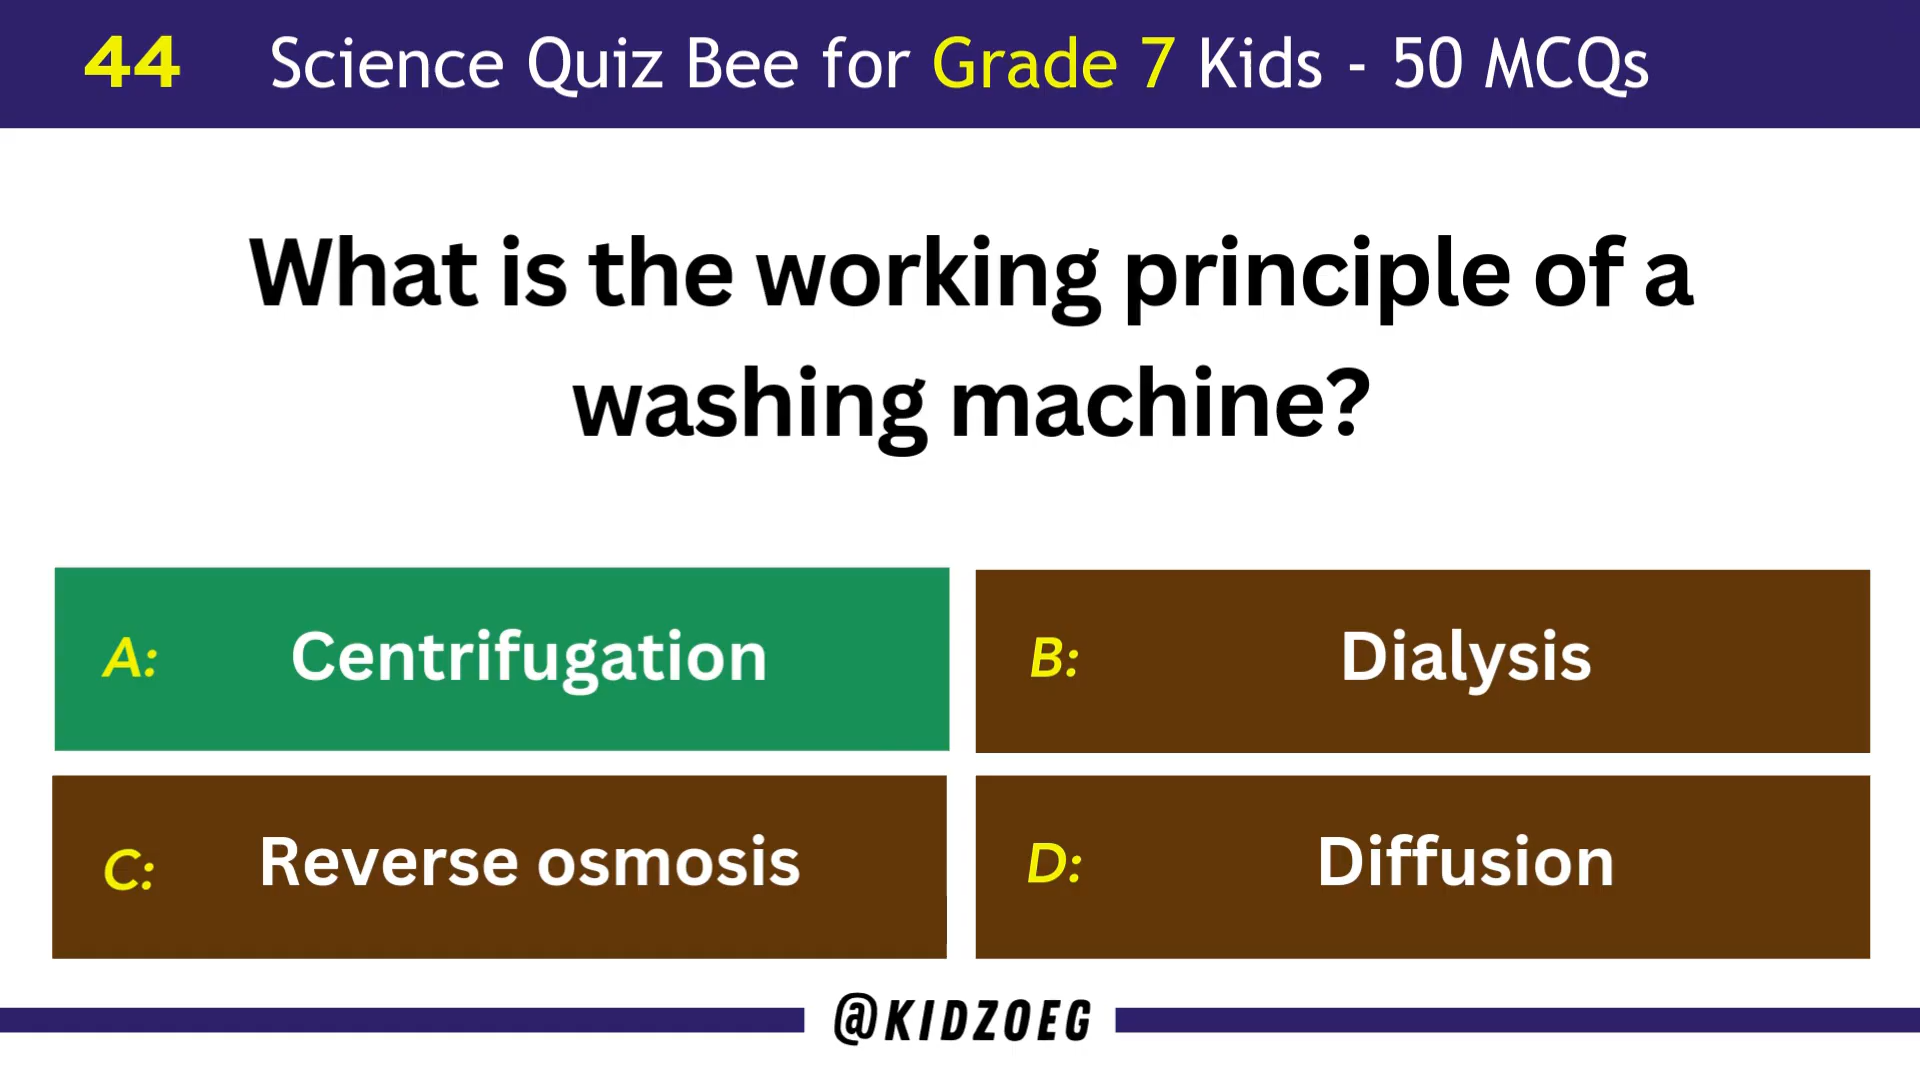 44 Science Quiz Bee for Grade 7 Kids - 50 MCQs
What is the working principle of a
washing machine?
A: Centrifugation
B: Dialysis
C: Reverse osmosis
D: Diffusion
@KIDZOEG